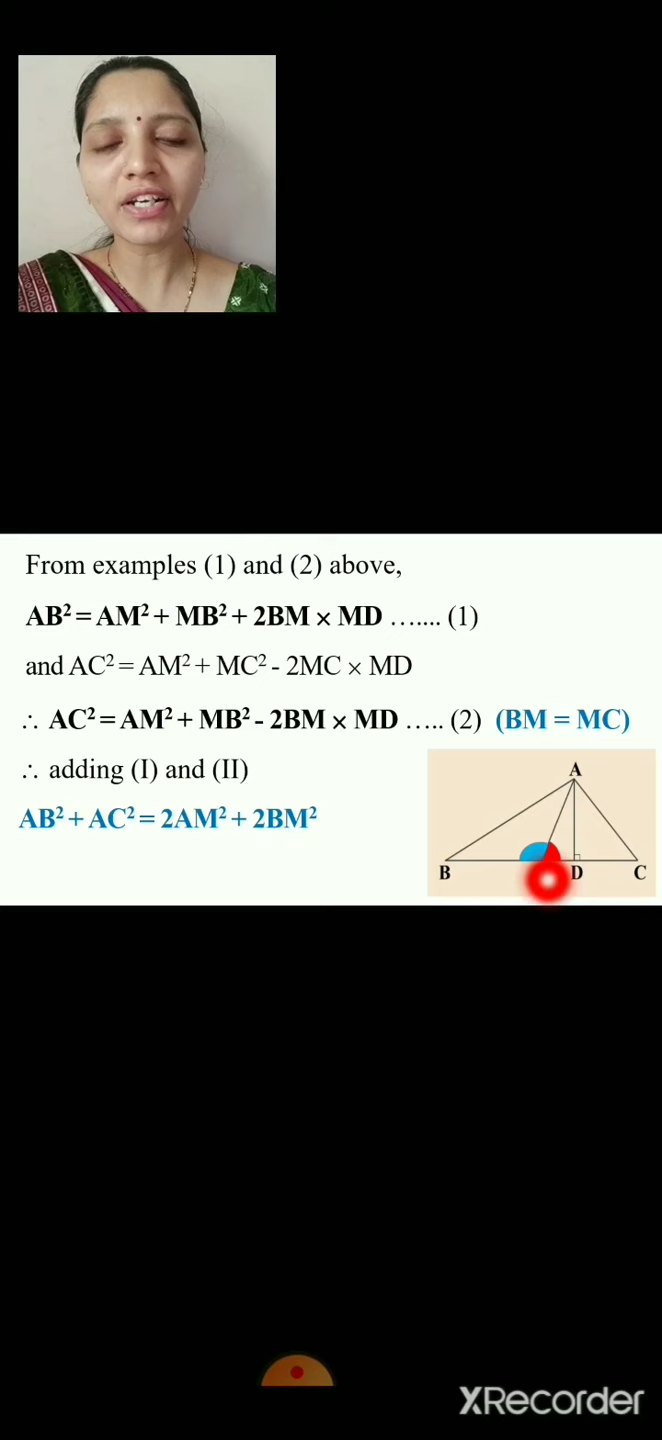 From examples (1) and (2) above,
AB² = AM² + MB² + 2BM × MD ….... (1)
and AC² = AM² + MC² - 2MC × MD
∴ AC² = AM² + MB² - 2BM × MD ….. (2) (BM = MC)
∴ adding (I) and (II)
AB² + AC² = 2AM² + 2BM²
A
B D C
XRecorder